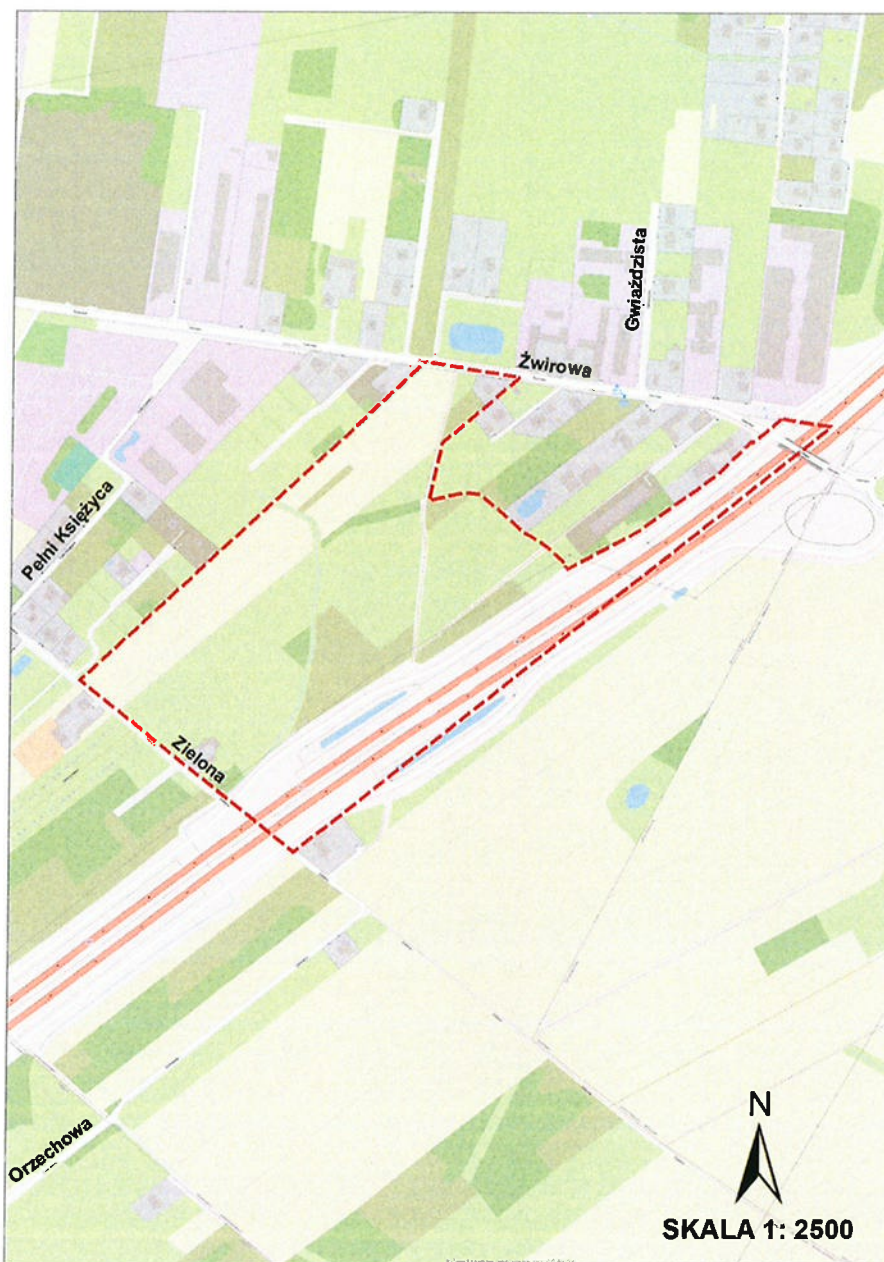 Gwiaździsta
Żwirowa
Pełni Księżyca
Zielona
Orzechowa
N
SKALA 1: 2500